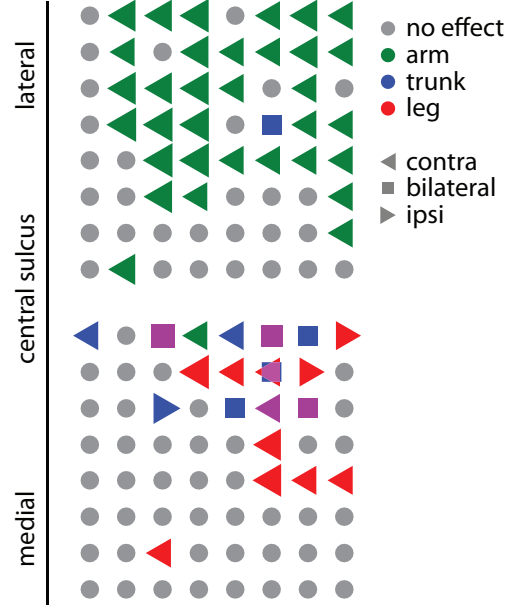 lateral
central sulcus
medial
no effect
arm
trunk
leg
contra
bilateral
ipsi